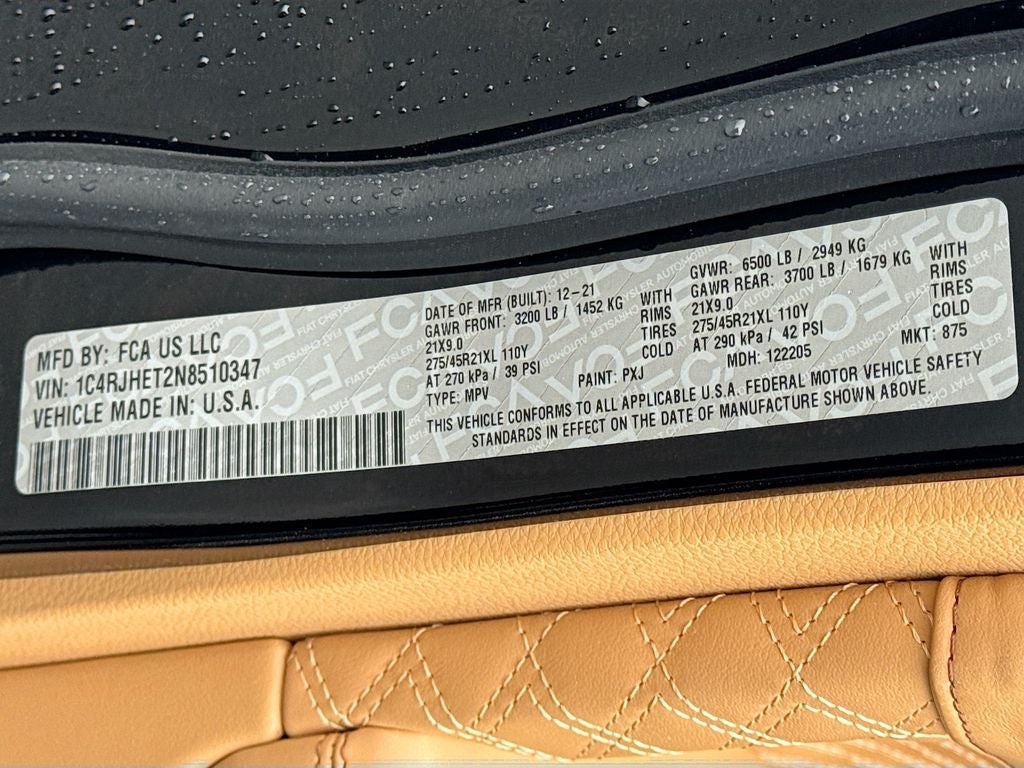 MFD BY: FCA US LLC
VIN: 1C4RJHET2N8510347
VEHICLE MADE IN: U.S.A.
DATE OF MFR (BUILT): 12-21
GAWR FRONT: 3200 LB / 1452 KG WITH
21X9.0 RIMS
275/45R21XL 110Y TIRES
AT 270 kPa / 39 PSI COLD
TYPE: MPV PAINT: PXJ
GVWR: 6500 LB / 2949 KG
GAWR REAR: 3700 LB / 1679 KG WITH
21X9.0 RIMS
275/45R21XL 110Y TIRES
AT 290 kPa / 42 PSI COLD
MDH: 122205 MKT: 875
THIS VEHICLE CONFORMS TO ALL APPLICABLE U.S.A. FEDERAL MOTOR VEHICLE SAFETY
STANDARDS IN EFFECT ON THE DATE OF MANUFACTURE SHOWN ABOVE.